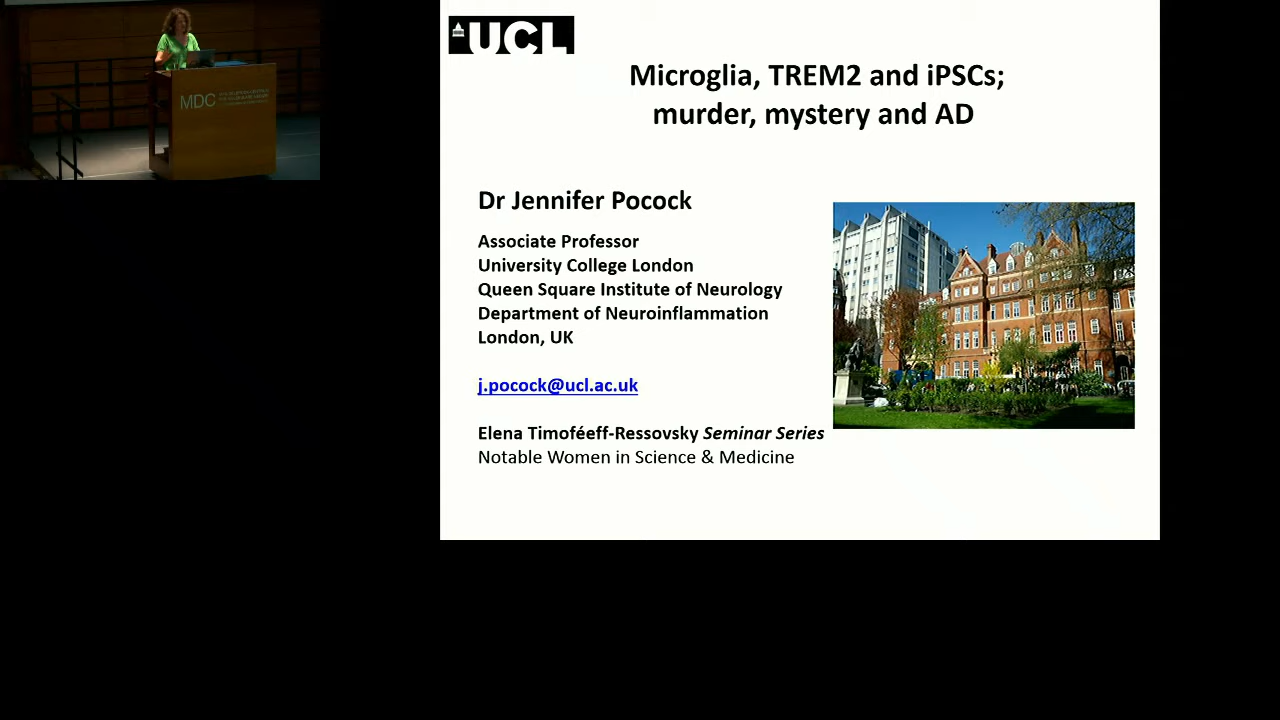 UCL
Microglia, TREM2 and iPSCs;
murder, mystery and AD
Dr Jennifer Pocock
Associate Professor
University College London
Queen Square Institute of Neurology
Department of Neuroinflammation
London, UK
j.pocock@ucl.ac.uk
Elena Timoféeff-Ressovsky Seminar Series
Notable Women in Science & Medicine
MDC